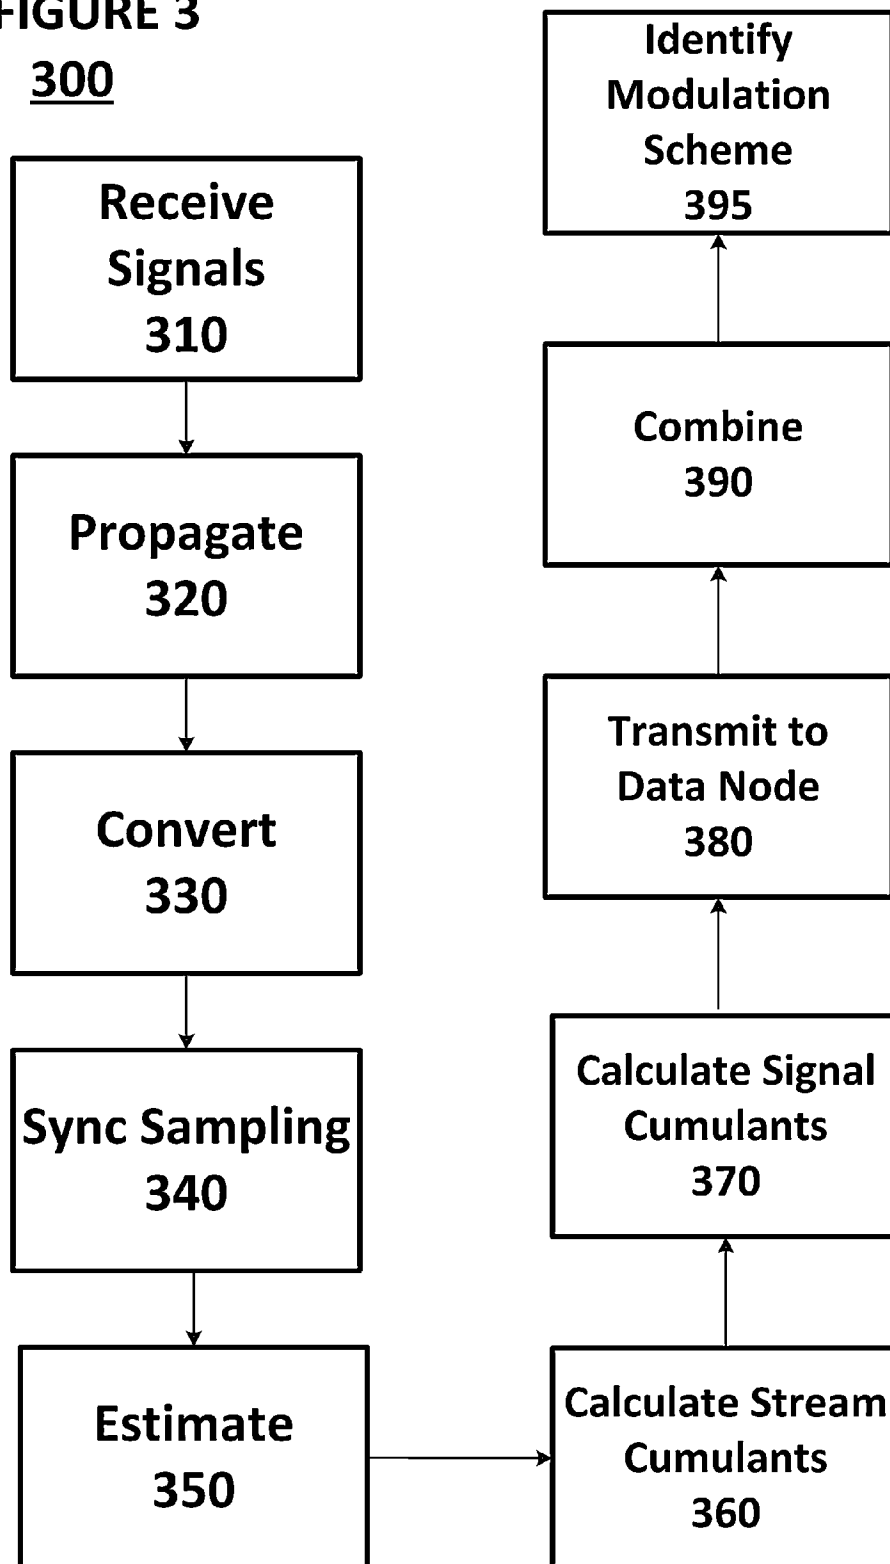 FIGURE 3
300
Receive
Signals
310
Propagate
320
Convert
330
Sync Sampling
340
Estimate
350
Calculate Stream
Cumulants
360
Calculate Signal
Cumulants
370
Transmit to
Data Node
380
Combine
390
Identify
Modulation
Scheme
395